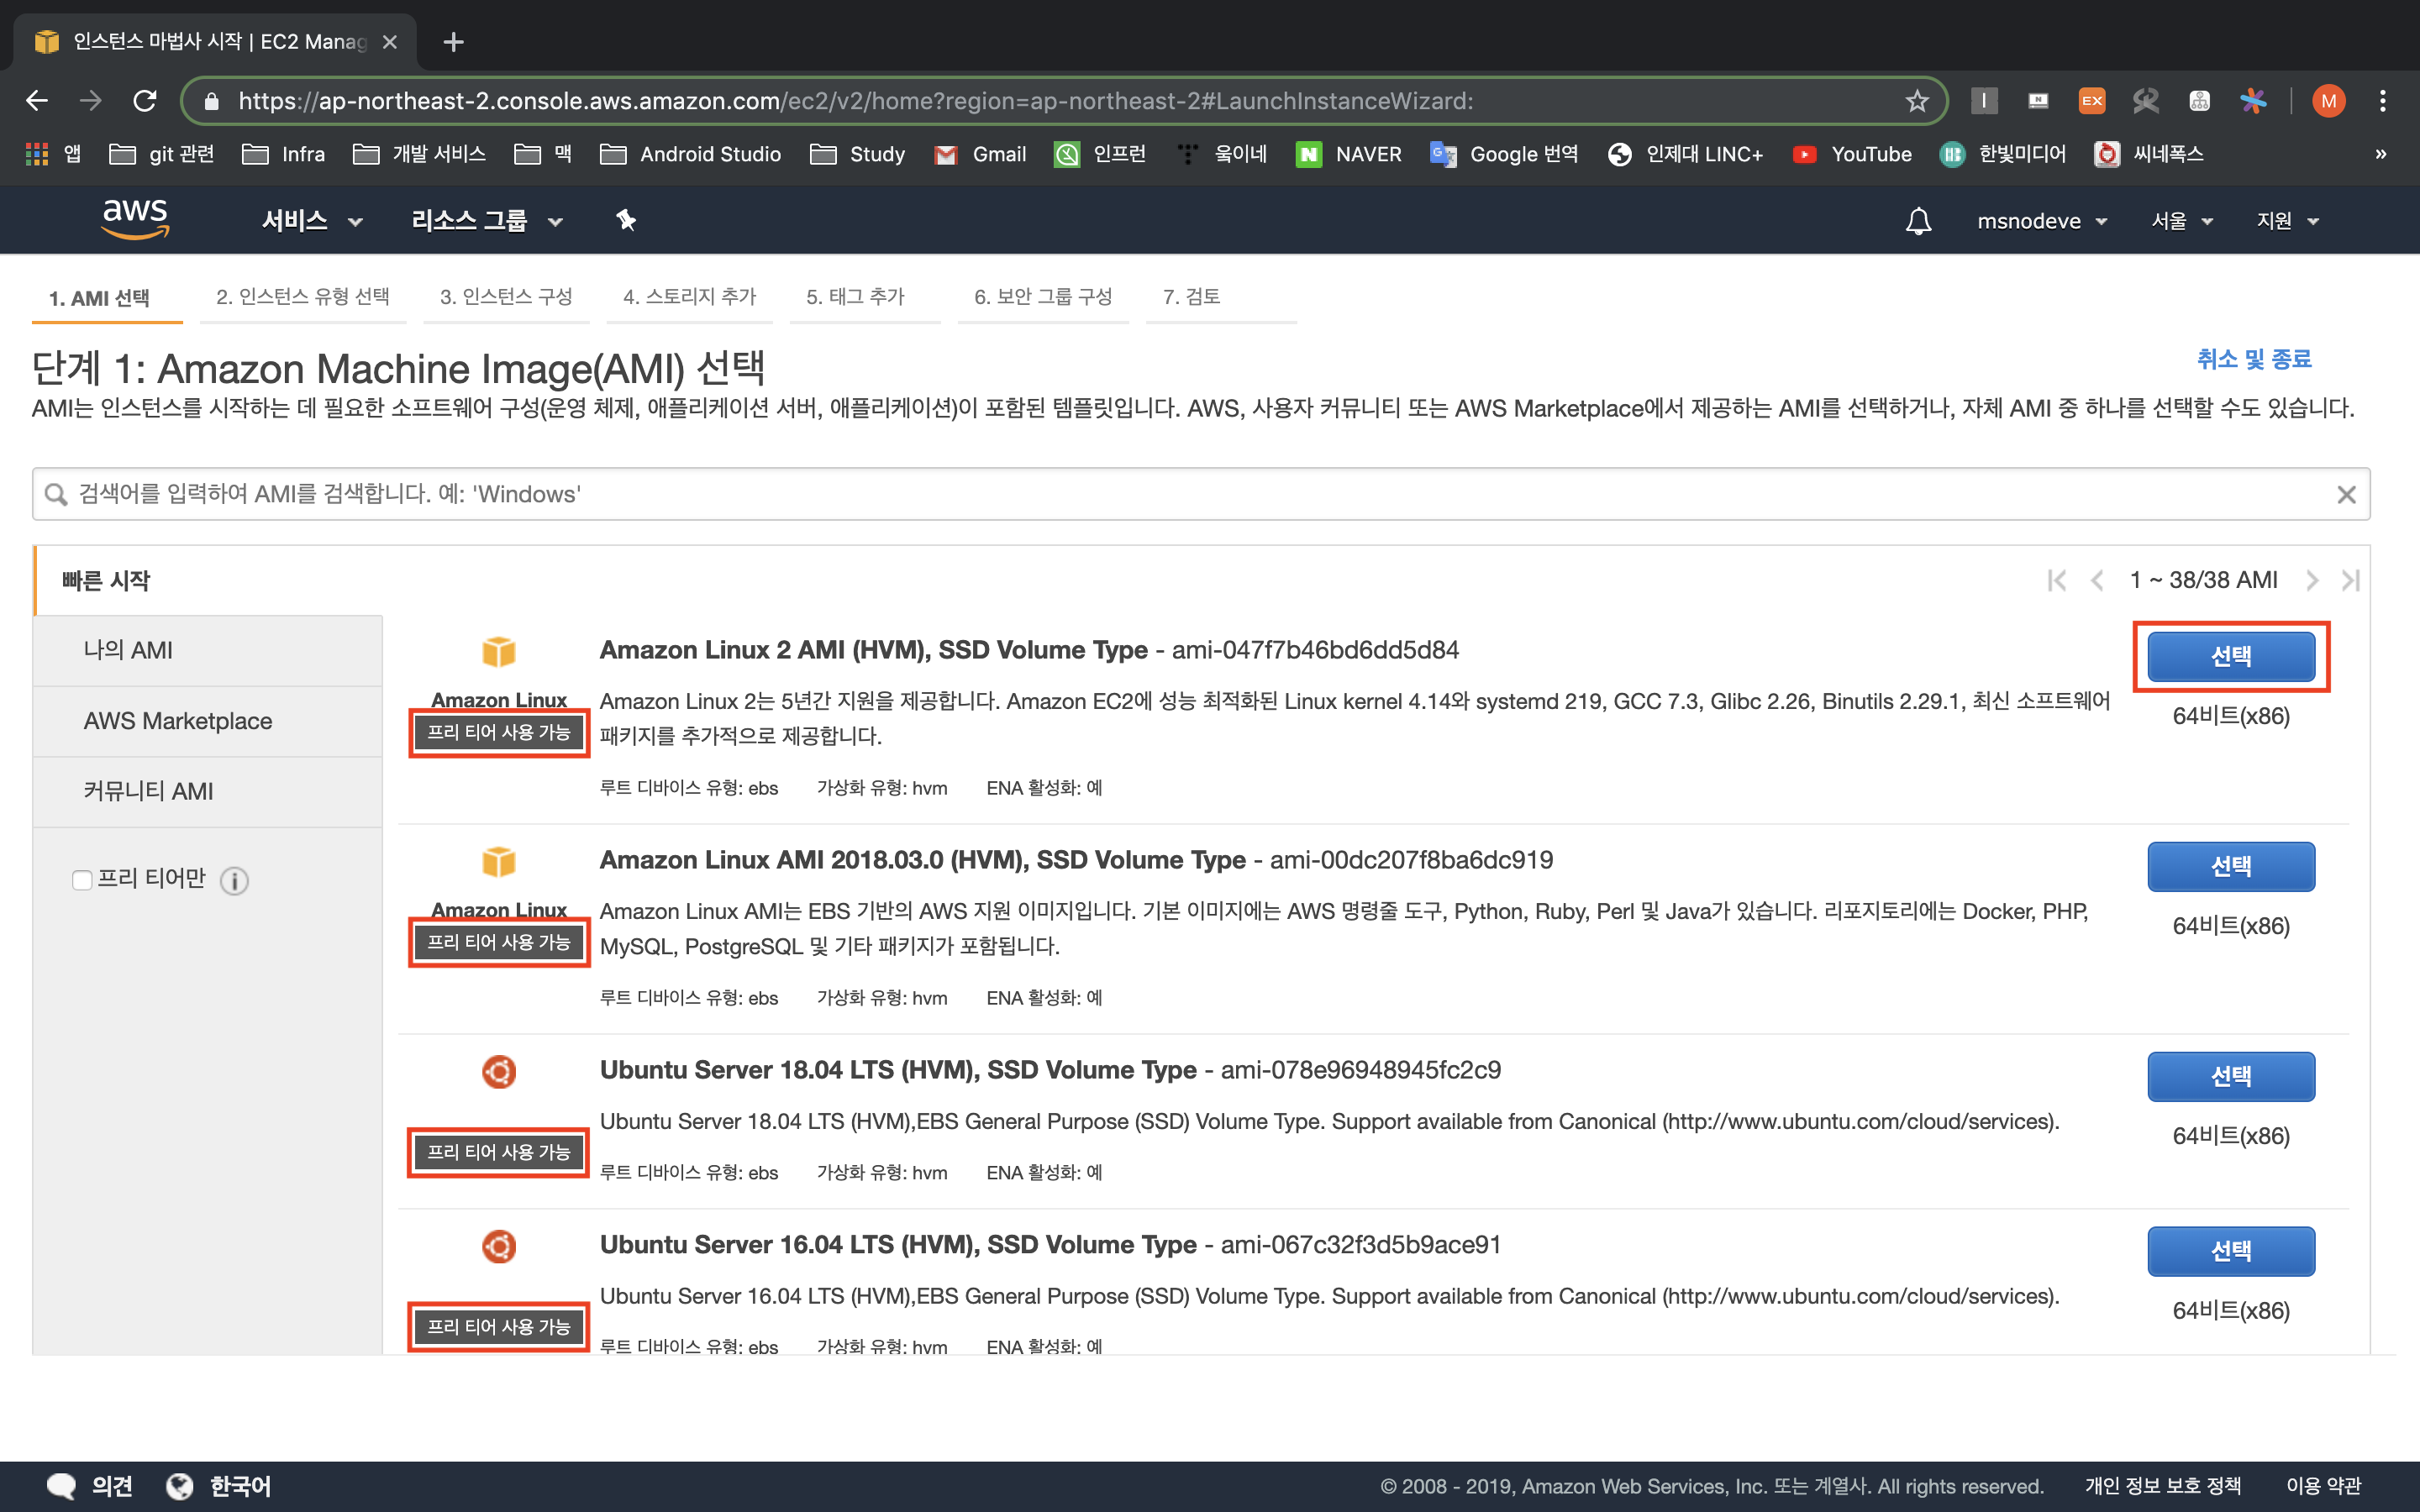 인스턴스 마법사 시작 | EC2 Manag
https://ap-northeast-2.console.aws.amazon.com/ec2/v2/home?region=ap-northeast-2#LaunchInstanceWizard:
I N EX M
앱 git 관련 Infra 개발 서비스 맥 Android Studio Study Gmail 인프런 욱이네 N NAVER Google 번역 인제대 LINC+ YouTube 한빛미디어 씨네폭스 »
aws 서비스 리소스 그룹 msnodeve 서울 지원
1. AMI 선택 2. 인스턴스 유형 선택 3. 인스턴스 구성 4. 스토리지 추가 5. 태그 추가 6. 보안 그룹 구성 7. 검토
단계 1: Amazon Machine Image(AMI) 선택
취소 및 종료
AMI는 인스턴스를 시작하는 데 필요한 소프트웨어 구성(운영 체제, 애플리케이션 서버, 애플리케이션)이 포함된 템플릿입니다. AWS, 사용자 커뮤니티 또는 AWS Marketplace에서 제공하는 AMI를 선택하거나, 자체 AMI 중 하나를 선택할 수도 있습니다.
검색어를 입력하여 AMI를 검색합니다. 예: 'Windows'
빠른 시작
1 ~ 38/38 AMI
나의 AMI
AWS Marketplace
커뮤니티 AMI
프리 티어만
Amazon Linux 2 AMI (HVM), SSD Volume Type - ami-047f7b46bd6dd5d84
선택
Amazon Linux
프리 티어 사용 가능
Amazon Linux 2는 5년간 지원을 제공합니다. Amazon EC2에 성능 최적화된 Linux kernel 4.14와 systemd 219, GCC 7.3, Glibc 2.26, Binutils 2.29.1, 최신 소프트웨어
패키지를 추가적으로 제공합니다.
64비트(x86)
루트 디바이스 유형: ebs 가상화 유형: hvm ENA 활성화: 예
Amazon Linux AMI 2018.03.0 (HVM), SSD Volume Type - ami-00dc207f8ba6dc919
선택
Amazon Linux
프리 티어 사용 가능
Amazon Linux AMI는 EBS 기반의 AWS 지원 이미지입니다. 기본 이미지에는 AWS 명령줄 도구, Python, Ruby, Perl 및 Java가 있습니다. 리포지토리에는 Docker, PHP,
MySQL, PostgreSQL 및 기타 패키지가 포함됩니다.
64비트(x86)
루트 디바이스 유형: ebs 가상화 유형: hvm ENA 활성화: 예
Ubuntu Server 18.04 LTS (HVM), SSD Volume Type - ami-078e96948945fc2c9
선택
Ubuntu Server 18.04 LTS (HVM),EBS General Purpose (SSD) Volume Type. Support available from Canonical (http://www.ubuntu.com/cloud/services).
64비트(x86)
프리 티어 사용 가능
루트 디바이스 유형: ebs 가상화 유형: hvm ENA 활성화: 예
Ubuntu Server 16.04 LTS (HVM), SSD Volume Type - ami-067c32f3d5b9ace91
선택
Ubuntu Server 16.04 LTS (HVM),EBS General Purpose (SSD) Volume Type. Support available from Canonical (http://www.ubuntu.com/cloud/services).
64비트(x86)
프리 티어 사용 가능
루트 디바이스 유형: ebs 가상화 유형: hvm ENA 활성화: 예
의견 한국어 © 2008 - 2019, Amazon Web Services, Inc. 또는 계열사. All rights reserved. 개인 정보 보호 정책 이용 약관